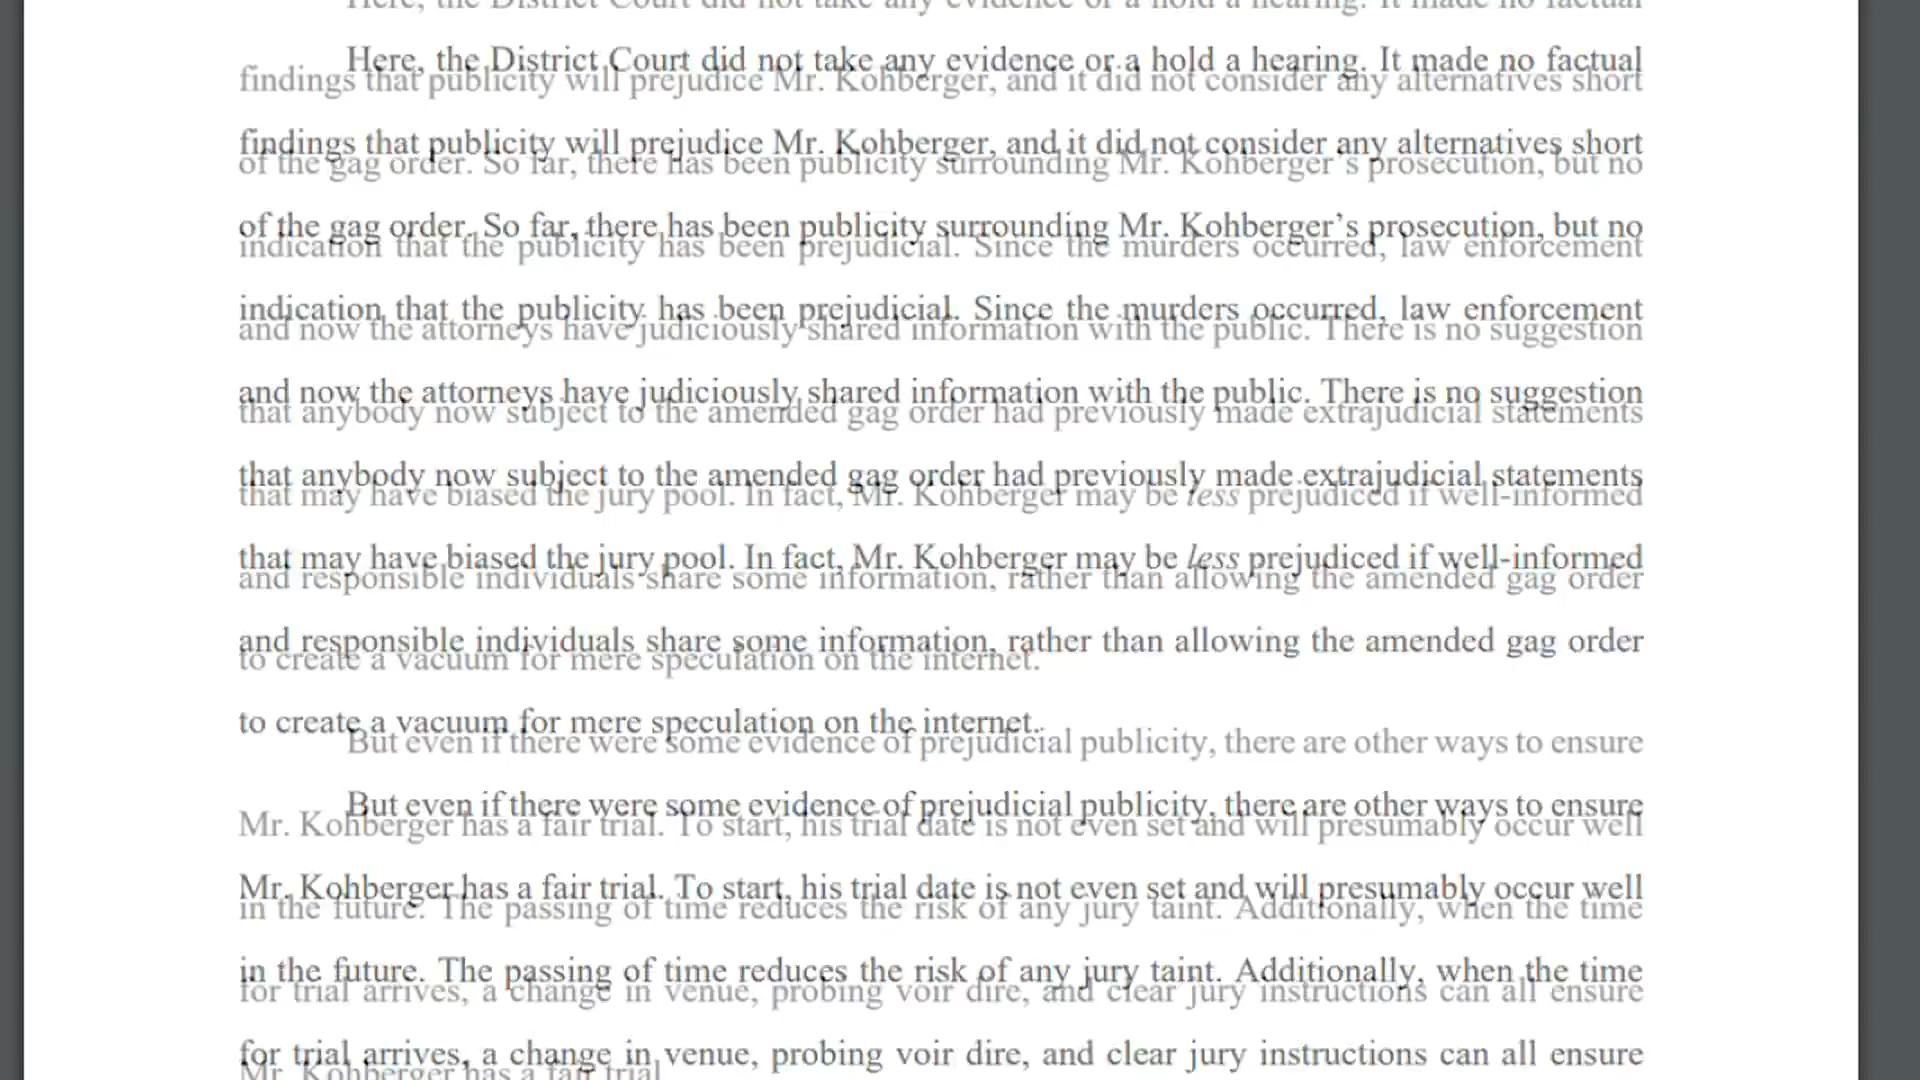 Here, the District Court did not take any evidence or a hold a hearing. It made no factual
findings that publicity will prejudice Mr. Kohberger, and it did not consider any alternatives short
of the gag order. So far, there has been publicity surrounding Mr. Kohberger’s prosecution, but no
indication that the publicity has been prejudicial. Since the murders occurred, law enforcement
and now the attorneys have judiciously shared information with the public. There is no suggestion
that anybody now subject to the amended gag order had previously made extrajudicial statements
that may have biased the jury pool. In fact, Mr. Kohberger may be less prejudiced if well-informed
and responsible individuals share some information, rather than allowing the amended gag order
to create a vacuum for mere speculation on the internet.
But even if there were some evidence of prejudicial publicity, there are other ways to ensure
Mr. Kohberger has a fair trial. To start, his trial date is not even set and will presumably occur well
in the future. The passing of time reduces the risk of any jury taint. Additionally, when the time
for trial arrives, a change in venue, probing voir dire, and clear jury instructions can all ensure
Mr. Kohberger has a fair trial